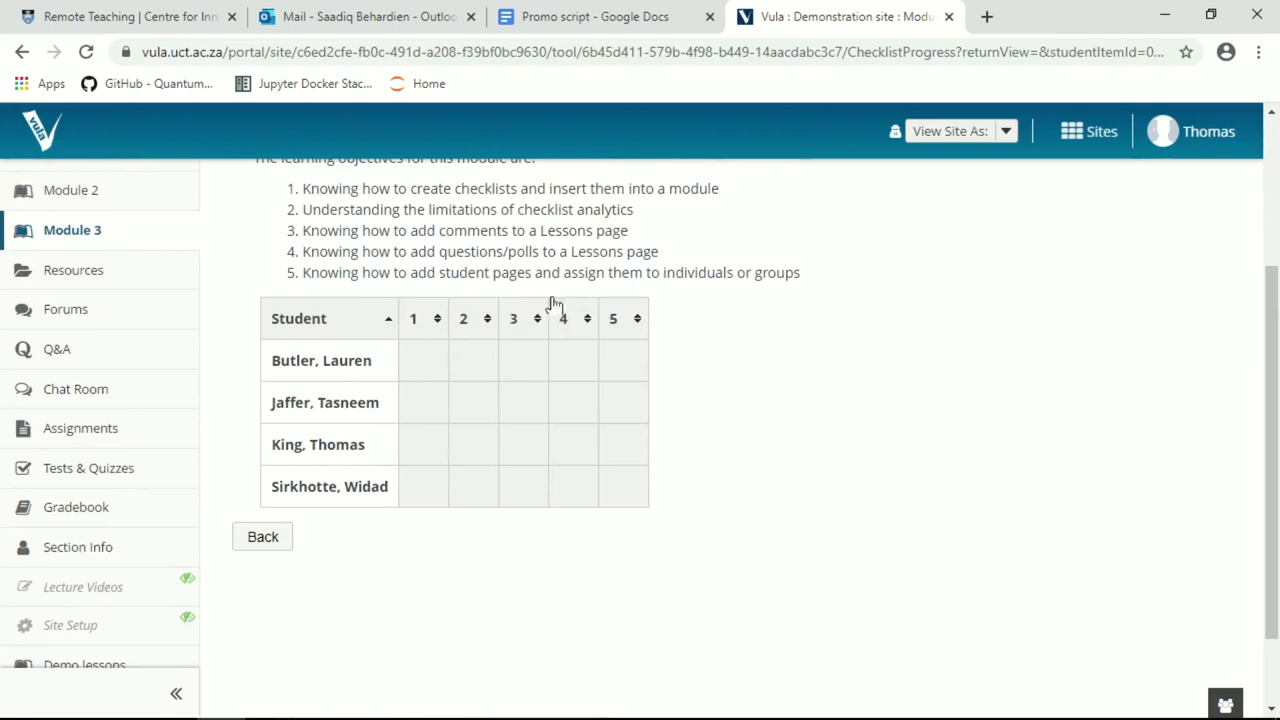 Remote Teaching | Centre for Inn
Mail - Saadiq Behardien - Outloo
Promo script - Google Docs
Vula : Demonstration site : Modu
vula.uct.ac.za/portal/site/c6ed2cfe-fb0c-491d-a208-f39bf0bc9630/tool/6b45d411-579b-4f98-b449-14aacdabc3c7/ChecklistProgress?returnView=&studentItemId=0...
Apps
GitHub - Quantum...
Jupyter Docker Stac...
Home
vula
View Site As:
Sites
Thomas
The learning objectives for this module are:
1. Knowing how to create checklists and insert them into a module
2. Understanding the limitations of checklist analytics
3. Knowing how to add comments to a Lessons page
4. Knowing how to add questions/polls to a Lessons page
5. Knowing how to add student pages and assign them to individuals or groups
Student 1 2 3 4 5
Butler, Lauren
Jaffer, Tasneem
King, Thomas
Sirkhotte, Widad
Back
Module 2
Module 3
Resources
Forums
Q&A
Chat Room
Assignments
Tests & Quizzes
Gradebook
Section Info
Lecture Videos
Site Setup
Demo lessons